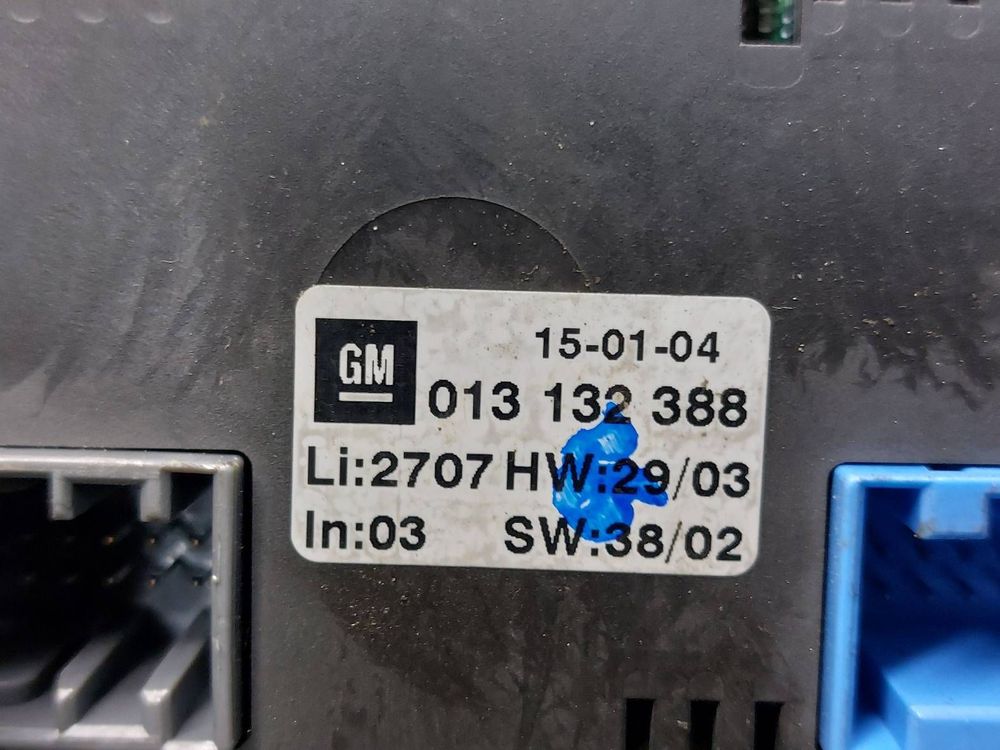 15-01-04
GM
013 132 388
Li:2707 HW:29/03
In:03 SW:38/02